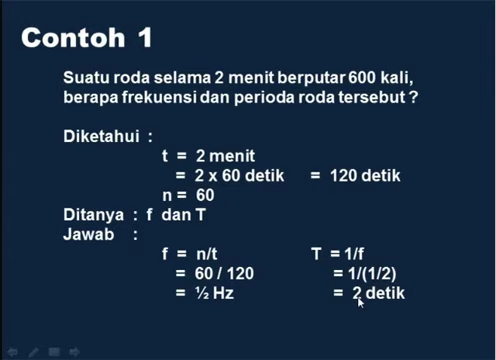 Contoh 1
Suatu roda selama 2 menit berputar 600 kali,
berapa frekuensi dan perioda roda tersebut ?
Diketahui :
t = 2 menit
= 2 x 60 detik = 120 detik
n = 60
Ditanya : f dan T
Jawab :
f = n/t T = 1/f
= 60 / 120 = 1/(1/2)
= ½ Hz = 2 detik